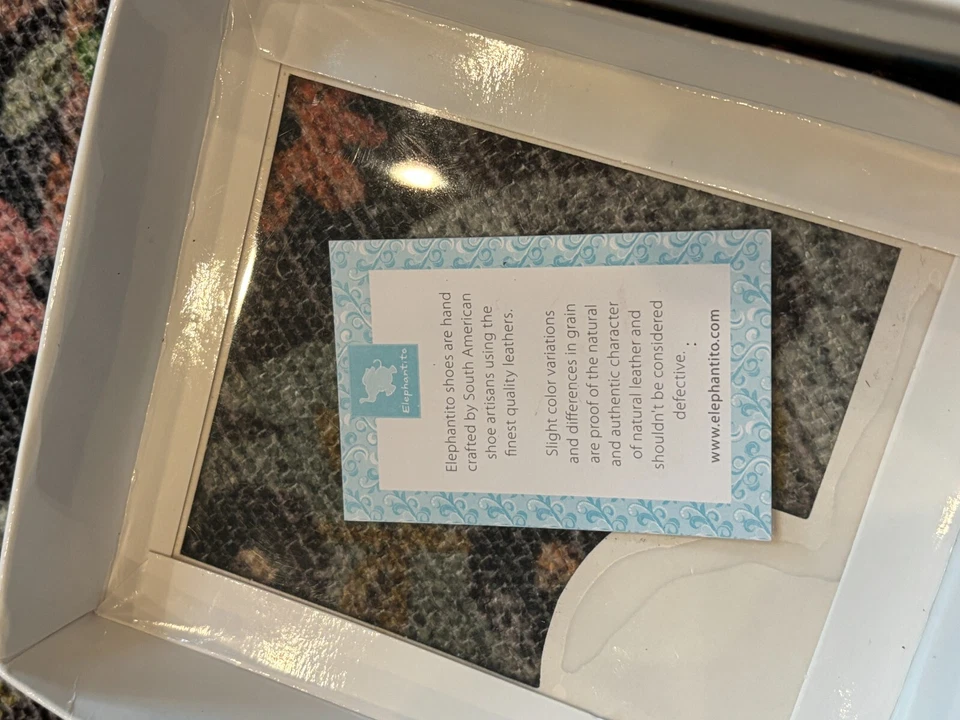 Elephantito
Elephantito shoes are hand
crafted by South American
shoe artisans using the
finest quality leathers.
Slight color variations
and differences in grain
are proof of the natural
and authentic character
of natural leather and
shouldn't be considered
defective.
www.elephantito.com